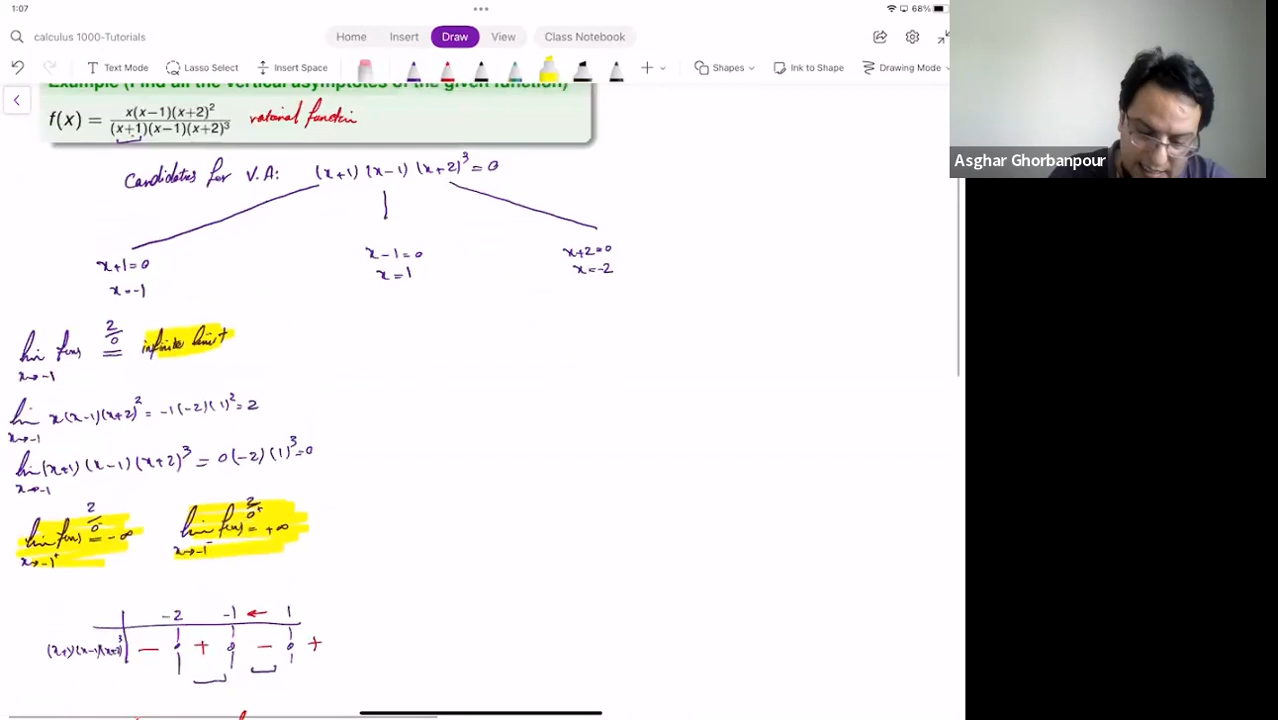 1:07
68%
calculus 1000-Tutorials
Home Insert Draw View Class Notebook
Text Mode Lasso Select Insert Space Shapes Ink to Shape Drawing Mode
Example (Find all the vertical asymptotes of the given function)
f(x) = x(x−1)(x+2)² / (x+1)(x−1)(x+2)³ rational function
Asghar Ghorbanpour
Candidates for V.A: (x+1) (x-1) (x+2)³ = 0
x+1=0 x-1=0 x+2=0
x=-1 x=1 x=-2
lim x→-1 f(x) 2/0 = infinite limit
lim x→-1 x(x-1)(x+2)² = -1(-2)(1)² = 2
lim x→-1 (x+1)(x-1)(x+2)³ = 0(-2)(1)³ = 0
lim x→-1⁺ f(x) 2/0⁻ = -∞ lim x→-1⁻ f(x) 2/0⁺ = +∞
-2 -1 ← 1
(x+1)(x-1)(x+2)³ − 0 + 0 − 0 +